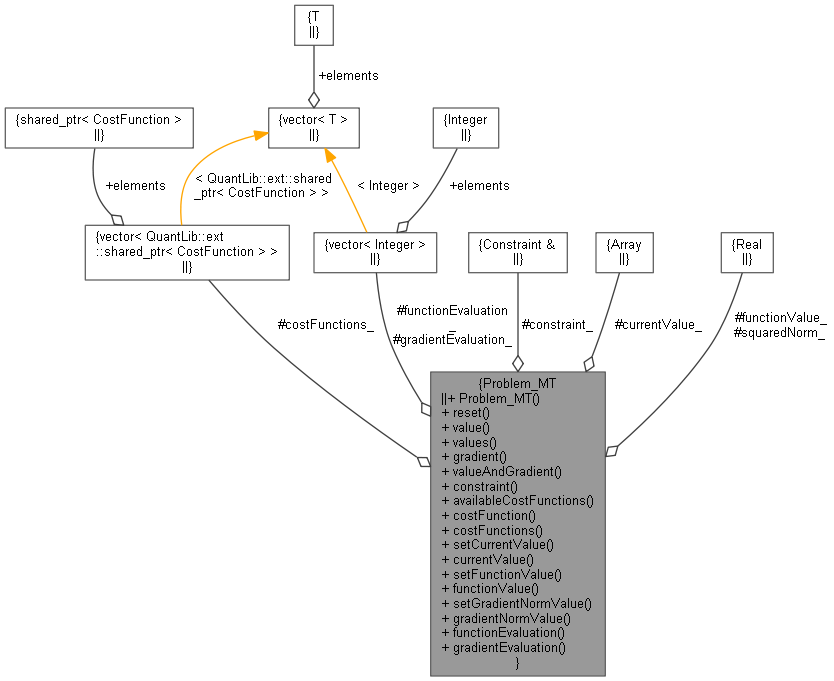 {T
||}
+elements
{shared_ptr< CostFunction >
||}
{vector< T >
||}
{Integer
||}
+elements
< QuantLib::ext::shared
_ptr< CostFunction > >
< Integer >
+elements
{vector< QuantLib::ext
::shared_ptr< CostFunction > >
||}
{vector< Integer >
||}
{Constraint &
||}
{Array
||}
{Real
||}
#costFunctions_
#functionEvaluation
_
#gradientEvaluation_
#constraint_
#currentValue_
#functionValue_
#squaredNorm_
{Problem_MT
||+ Problem_MT()
+ reset()
+ value()
+ values()
+ gradient()
+ valueAndGradient()
+ constraint()
+ availableCostFunctions()
+ costFunction()
+ costFunctions()
+ setCurrentValue()
+ currentValue()
+ setFunctionValue()
+ functionValue()
+ setGradientNormValue()
+ gradientNormValue()
+ functionEvaluation()
+ gradientEvaluation()
}